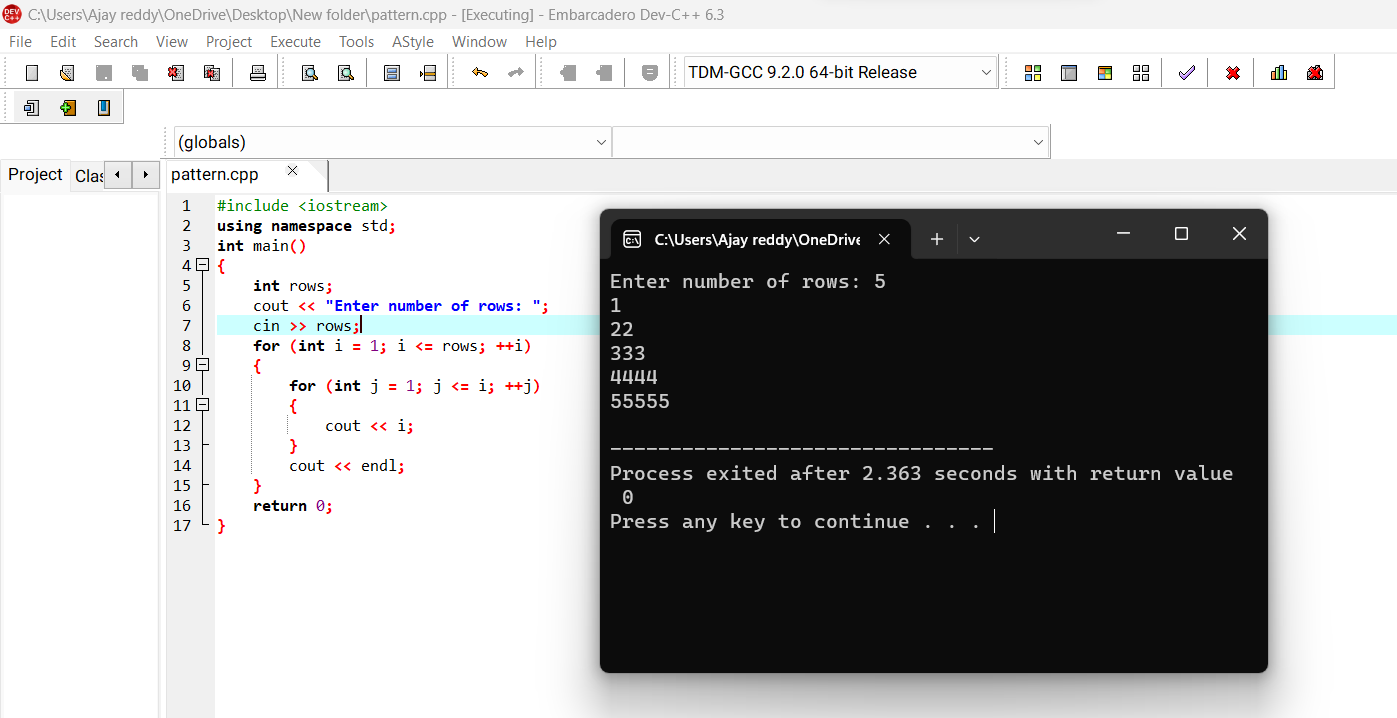 C:\Users\Ajay reddy\OneDrive\Desktop\New folder\pattern.cpp - [Executing] - Embarcadero Dev-C++ 6.3
File Edit Search View Project Execute Tools AStyle Window Help
TDM-GCC 9.2.0 64-bit Release
(globals)
Project Clas
pattern.cpp
1 #include <iostream>
2 using namespace std;
3 int main()
4 {
5     int rows;
6     cout << "Enter number of rows: ";
7     cin >> rows;
8     for (int i = 1; i <= rows; ++i)
9     {
10         for (int j = 1; j <= i; ++j)
11         {
12             cout << i;
13         }
14         cout << endl;
15     }
16     return 0;
17 }
C:\Users\Ajay reddy\OneDrive
Enter number of rows: 5
1
22
333
4444
55555
--------------------------------
Process exited after 2.363 seconds with return value
0
Press any key to continue . . .